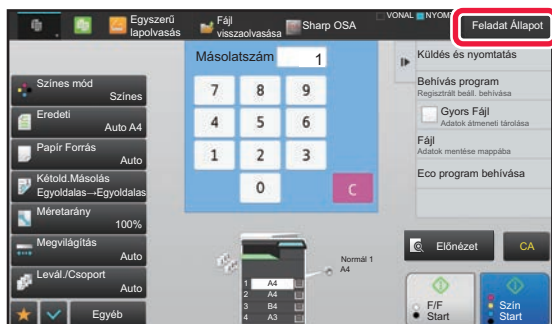 Egyszerű
lapolvasás
Fájl
visszaolvasása
Sharp OSA
VONAL
NYOM
Feladat Állapot
Színes mód
Színes
Eredeti
Auto A4
Papír Forrás
Auto
Kétold.Másolás
Egyoldalas→Egyoldalas
Méretarány
100%
Megvilágítás
Auto
Levál./Csoport
Auto
Egyéb
Másolatszám
1
7 8 9
4 5 6
1 2 3
0 C
Normál 1
A4
1 A4
2 A4
3 B4
4 A3
Küldés és nyomtatás
Behívás program
Regisztrált beáll. behívása
Gyors Fájl
Adatok átmeneti tárolása
Fájl
Adatok mentése mappába
Eco program behívása
Előnézet
CA
F/F
Start
Szín
Start